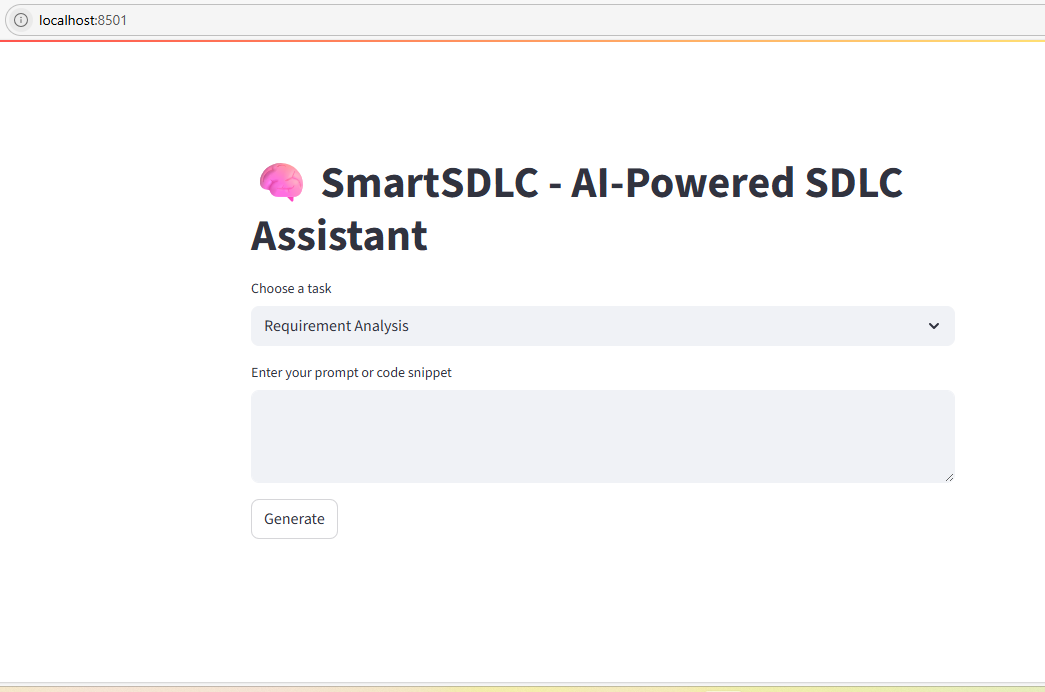 localhost:8501
🧠 SmartSDLC - AI-Powered SDLC
Assistant
Choose a task
Requirement Analysis
Enter your prompt or code snippet
Generate